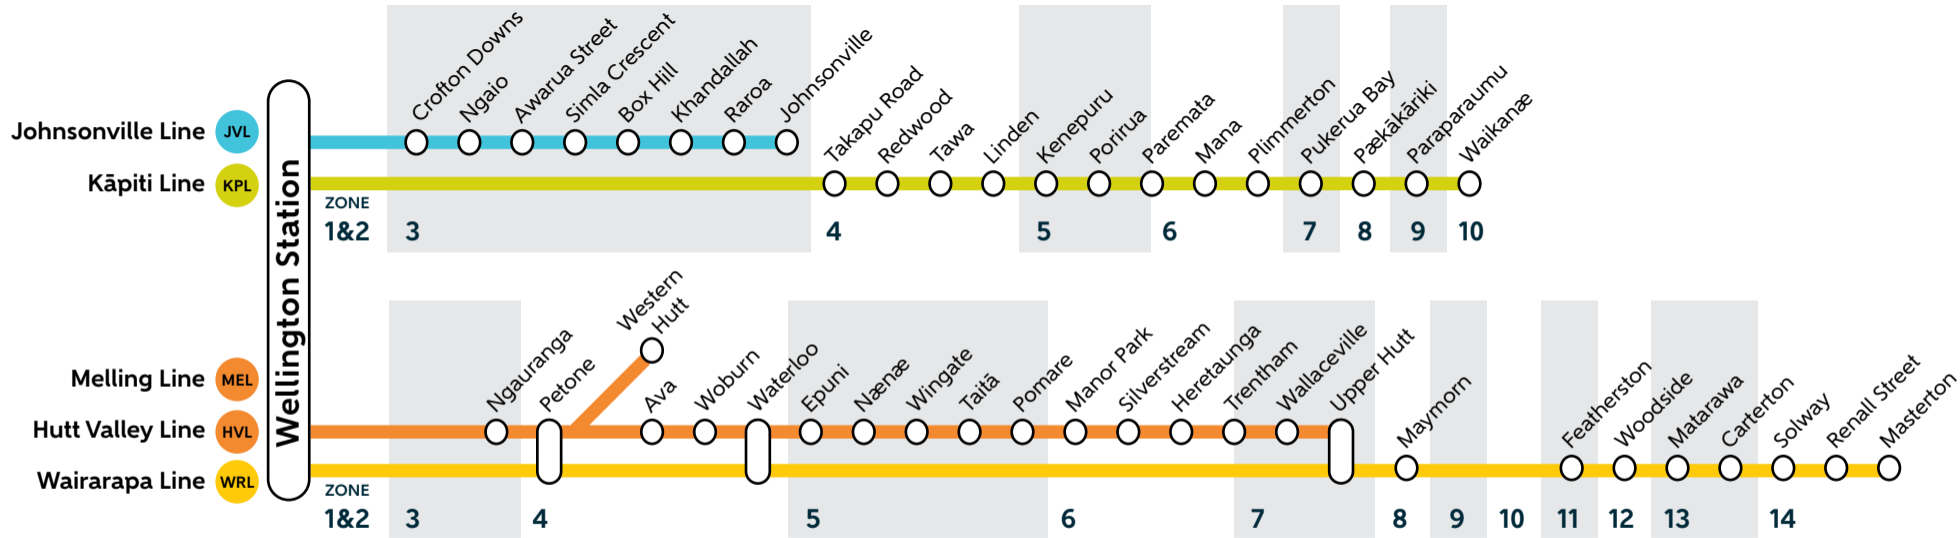 Crofton Downs
Ngaio
Awarua Street
Simla Crescent
Box Hill
Khandallah
Raroa
Johnsonville
Johnsonville Line JVL
Takapu Road
Redwood
Tawa
Linden
Kenepuru
Porirua
Paremata
Mana
Plimmerton
Pukerua Bay
Pækākāriki
Paraparaumu
Waikanæ
Kāpiti Line KPL
ZONE
1&2 3 4 5 6 7 8 9 10
Wellington Station
Western
Hutt
Ngauranga
Petone
Ava
Woburn
Waterloo
Epuni
Nænæ
Wingate
Taitā
Pomare
Manor Park
Silverstream
Heretaunga
Trentham
Wallaceville
Upper Hutt
Maymorn
Featherston
Woodside
Matarawa
Carterton
Solway
Renall Street
Masterton
Melling Line MEL
Hutt Valley Line HVL
Wairarapa Line WRL
ZONE
1&2 3 4 5 6 7 8 9 10 11 12 13 14